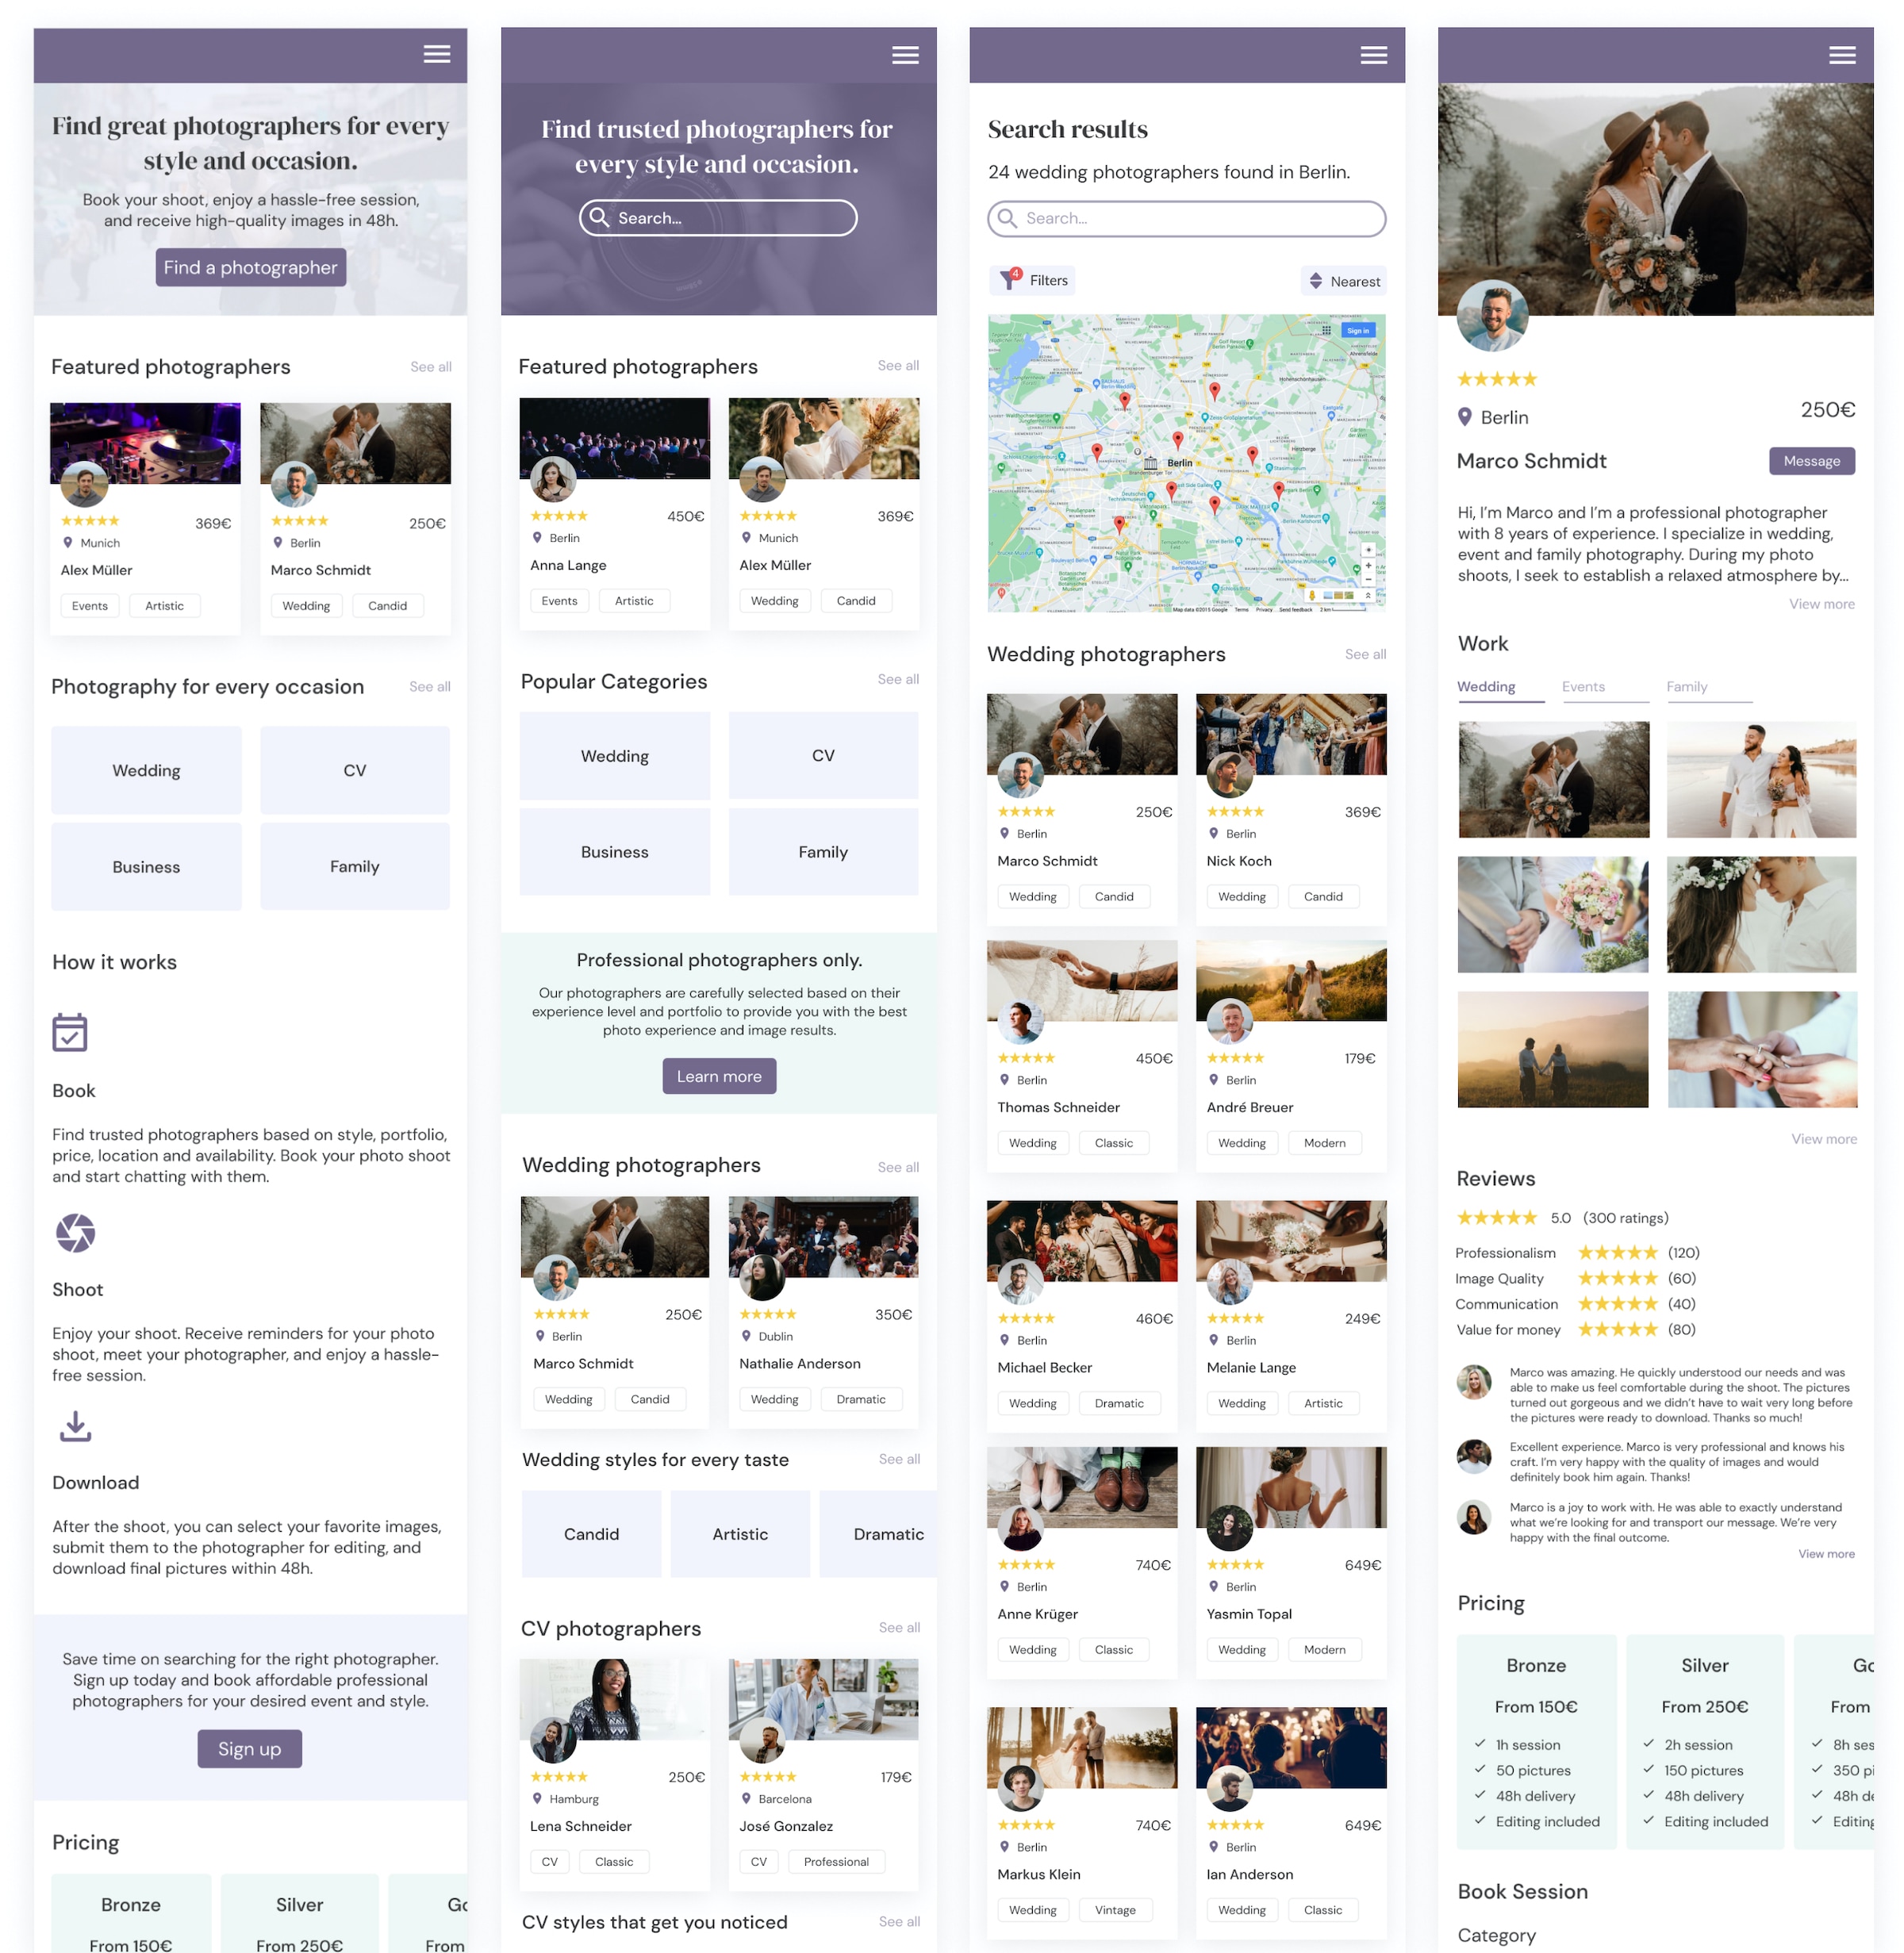 Find great photographers for every
style and occasion.
Book your shoot, enjoy a hassle-free session,
and receive high-quality images in 48h.
Find a photographer
Featured photographers
See all
369€
Munich
Alex Müller
Events
Artistic
250€
Berlin
Marco Schmidt
Wedding
Candid
Photography for every occasion
See all
Wedding
CV
Business
Family
How it works
Book
Find trusted photographers based on style, portfolio,
price, location and availability. Book your photo shoot
and start chatting with them.
Shoot
Enjoy your shoot. Receive reminders for your photo
shoot, meet your photographer, and enjoy a hassle-
free session.
Download
After the shoot, you can select your favorite images,
submit them to the photographer for editing, and
download final pictures within 48h.
Save time on searching for the right photographer.
Sign up today and book affordable professional
photographers for your desired event and style.
Sign up
Pricing
Bronze
From 150€
Silver
From 250€
Go
From
Find trusted photographers for
every style and occasion.
Search...
Featured photographers
See all
450€
Berlin
Anna Lange
Events
Artistic
369€
Munich
Alex Müller
Wedding
Candid
Popular Categories
See all
Wedding
CV
Business
Family
Professional photographers only.
Our photographers are carefully selected based on their
experience level and portfolio to provide you with the best
photo experience and image results.
Learn more
Wedding photographers
See all
250€
Berlin
Marco Schmidt
Wedding
Candid
350€
Dublin
Nathalie Anderson
Wedding
Dramatic
Wedding styles for every taste
See all
Candid
Artistic
Dramatic
CV photographers
See all
250€
Hamburg
Lena Schneider
CV
Classic
179€
Barcelona
José Gonzalez
CV
Professional
CV styles that get you noticed
See all
Search results
24 wedding photographers found in Berlin.
Search...
4
Filters
Nearest
Sign in
Berlin
Map data ©2015 Google
Terms
Privacy
Send feedback
2 km
Wedding photographers
See all
250€
Berlin
Marco Schmidt
Wedding
Candid
369€
Berlin
Nick Koch
Wedding
Candid
450€
Berlin
Thomas Schneider
Wedding
Classic
179€
Berlin
André Breuer
Wedding
Modern
460€
Berlin
Michael Becker
Wedding
Dramatic
249€
Berlin
Melanie Lange
Wedding
Artistic
740€
Berlin
Anne Krüger
Wedding
Classic
649€
Berlin
Yasmin Topal
Wedding
Modern
740€
Berlin
Markus Klein
Wedding
Vintage
649€
Berlin
Ian Anderson
Wedding
Classic
Berlin
250€
Marco Schmidt
Message
Hi, I'm Marco and I'm a professional photographer
with 8 years of experience. I specialize in wedding,
event and family photography. During my photo
shoots, I seek to establish a relaxed atmosphere by...
View more
Work
Wedding
Events
Family
View more
Reviews
5.0 (300 ratings)
Professionalism (120)
Image Quality (60)
Communication (40)
Value for money (80)
Marco was amazing. He quickly understood our needs and was
able to make us feel comfortable during the shoot. The pictures
turned out gorgeous and we didn't have to wait very long before
the pictures were ready to download. Thanks so much!
Excellent experience. Marco is very professional and knows his
craft. I'm very happy with the quality of images and would
definitely book him again. Thanks!
Marco is a joy to work with. He was able to exactly understand
what we're looking for and transport our message. We're very
happy with the final outcome.
View more
Pricing
Bronze
From 150€
1h session
50 pictures
48h delivery
Editing included
Silver
From 250€
2h session
150 pictures
48h delivery
Editing included
Go
From
8h ses
350 pi
48h de
Editing
Book Session
Category